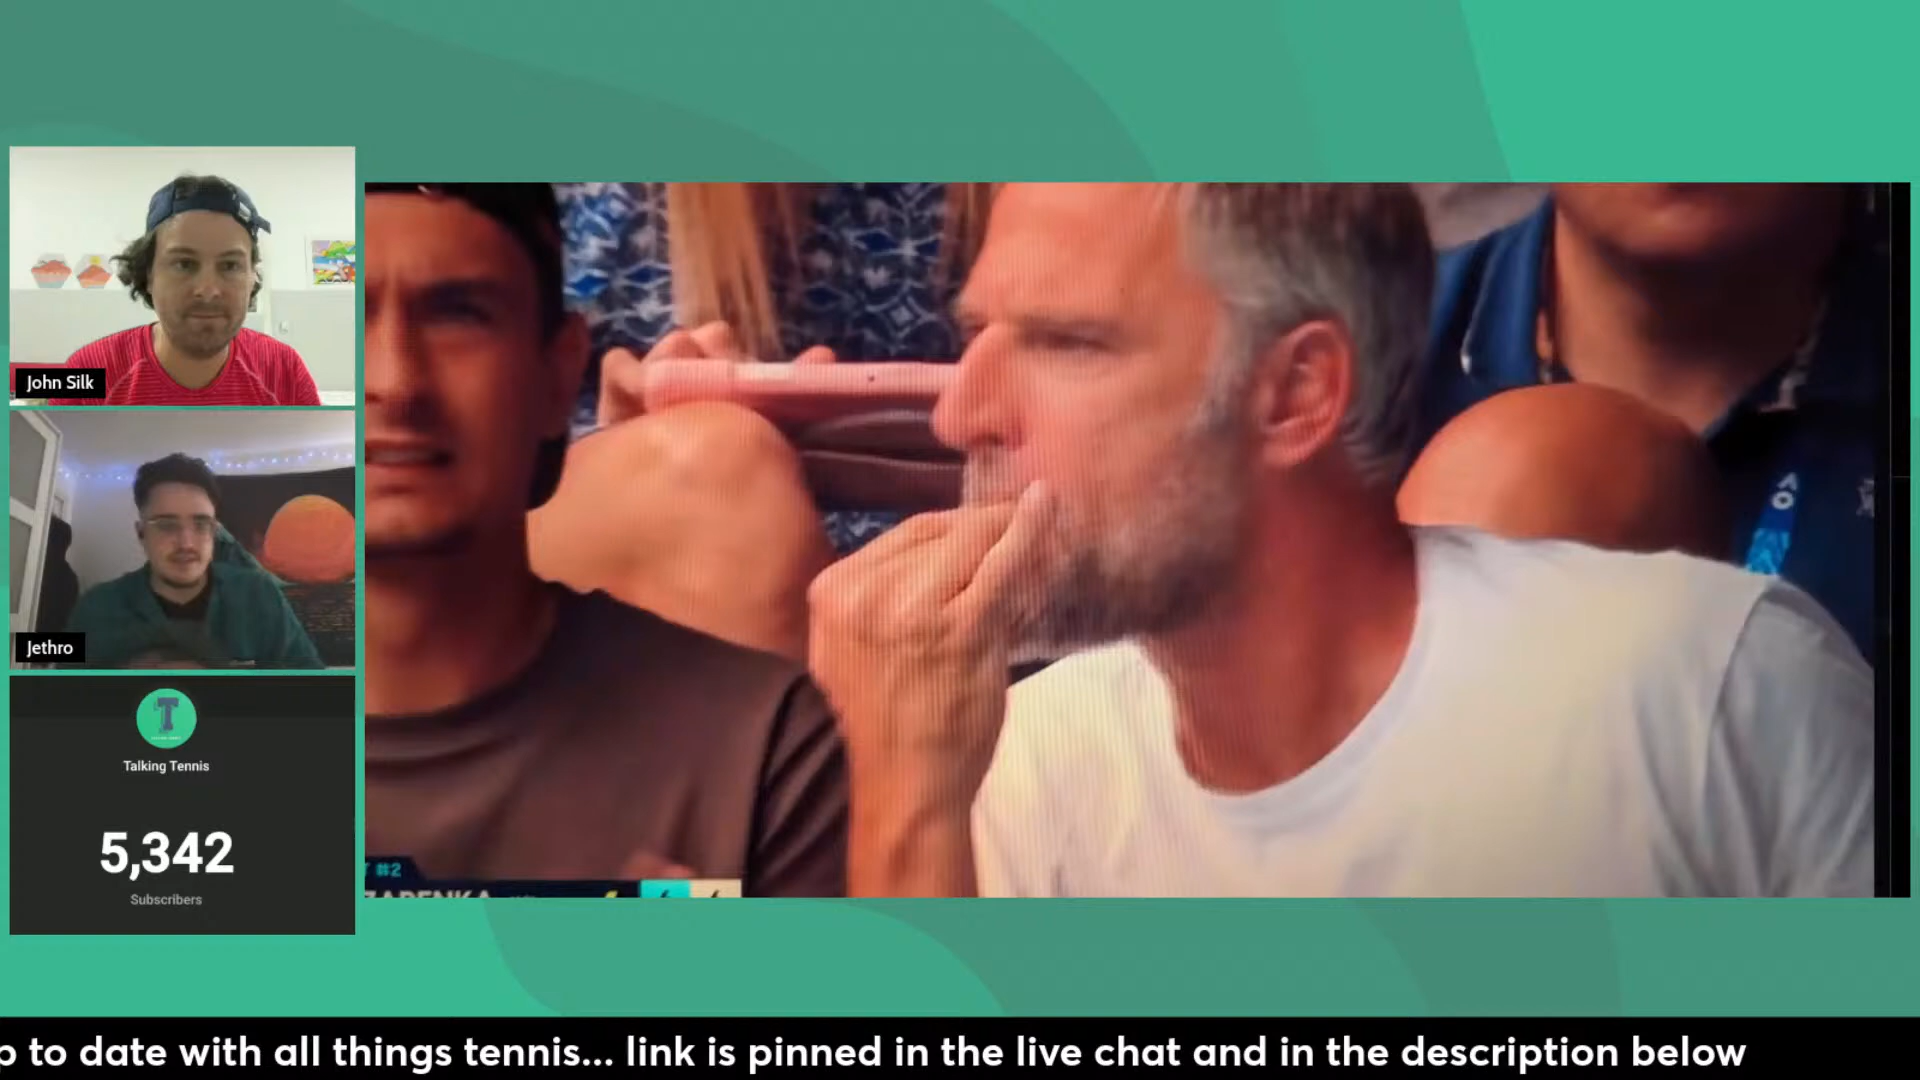 John Silk
Jethro
Talking Tennis
5,342
Subscribers
AO
#2
p to date with all things tennis... link is pinned in the live chat and in the description below